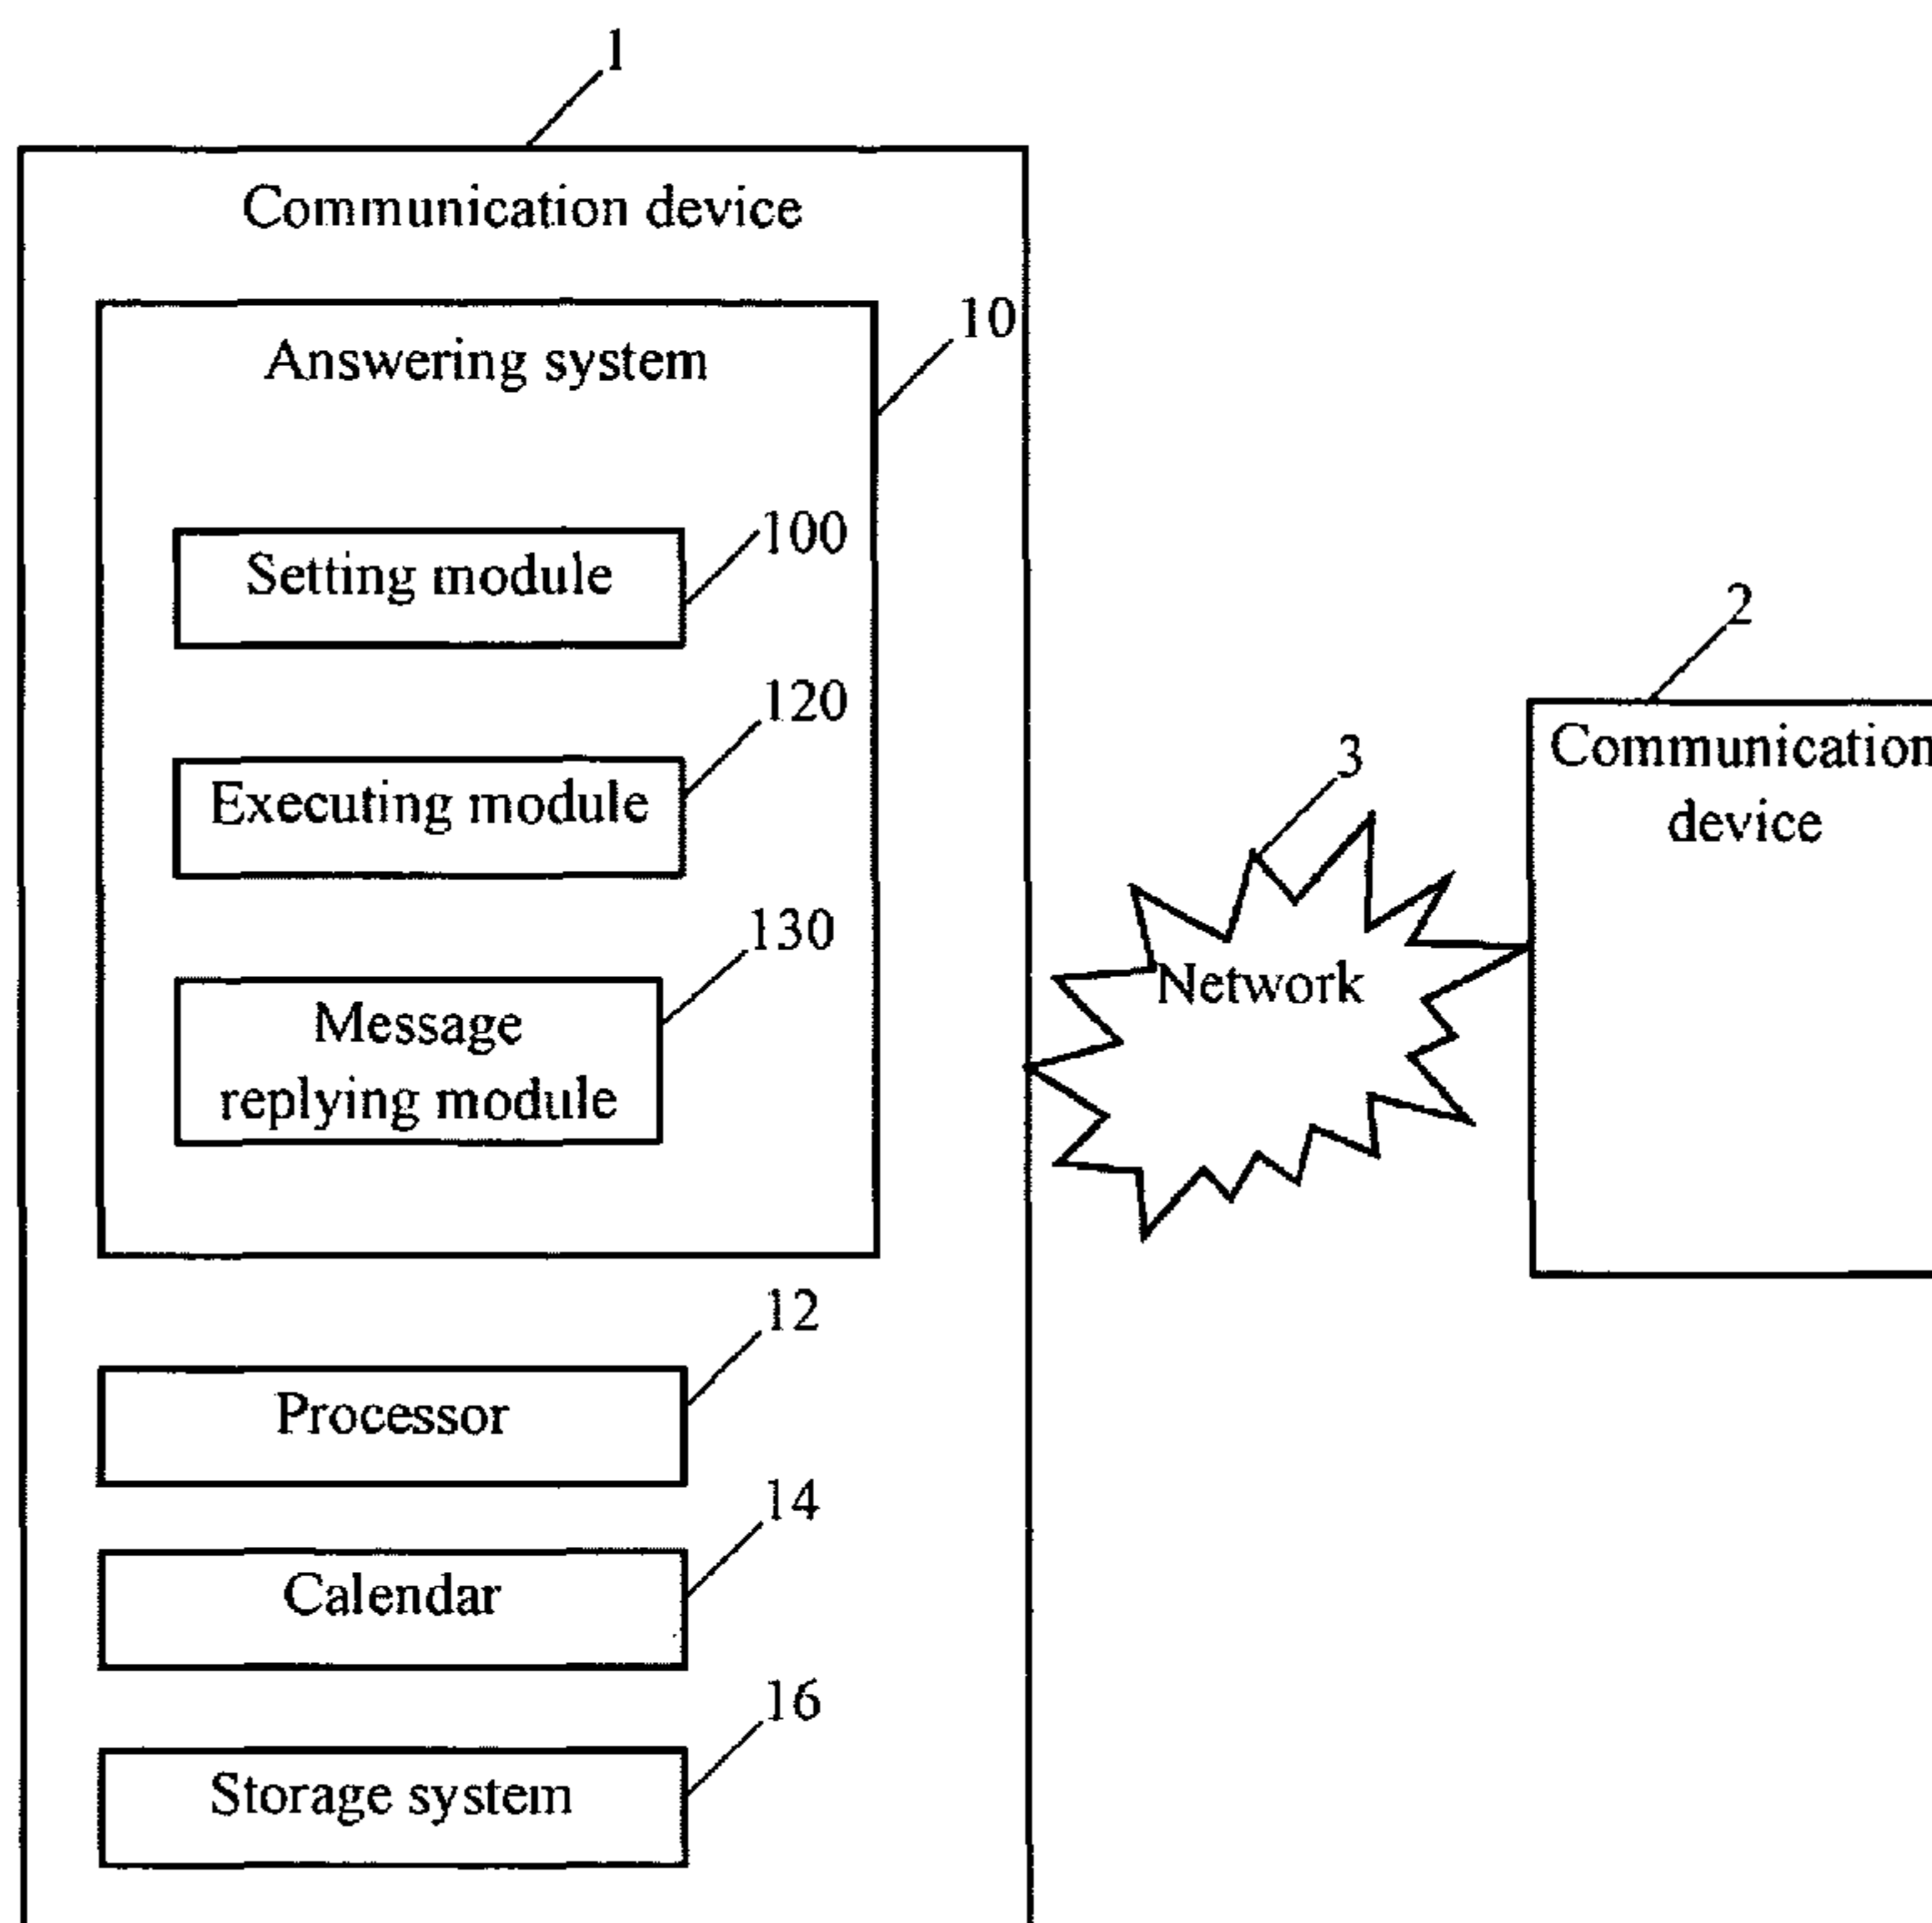 1
Communication device
10
Answering system
100
Setting module
120
Executing module
130
Message
replying module
12
Processor
14
Calendar
16
Storage system
3
Network
2
Communication
device